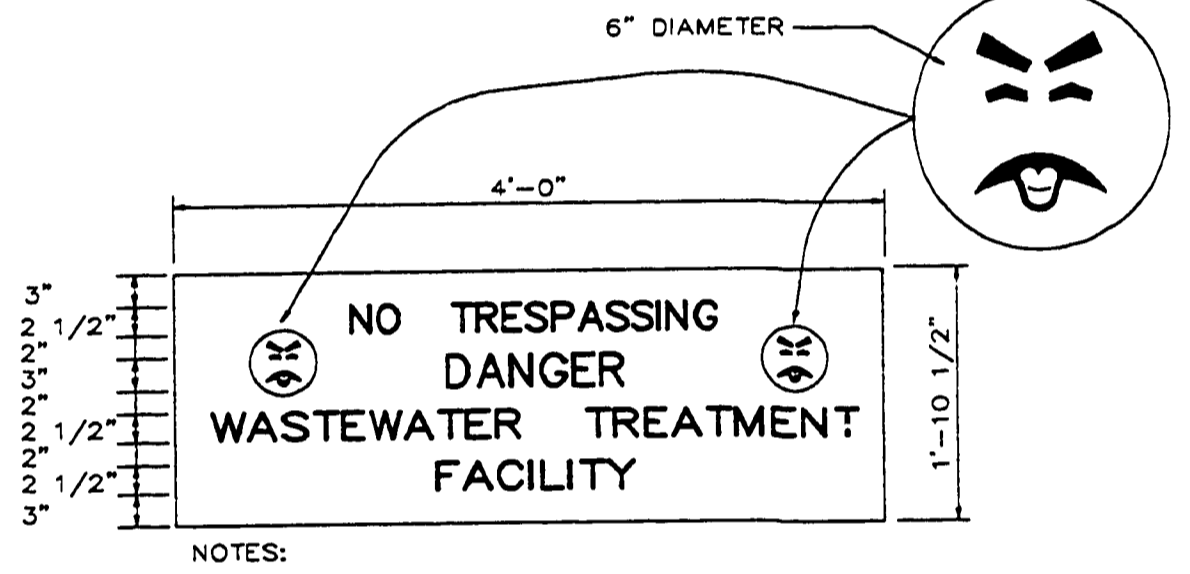 6" DIAMETER
4'-0"
3"
2 1/2"
2"
3"
2"
2 1/2"
2"
2 1/2"
3"
NO TRESPASSING
DANGER
WASTEWATER TREATMENT
FACILITY
1'-10 1/2"
NOTES: